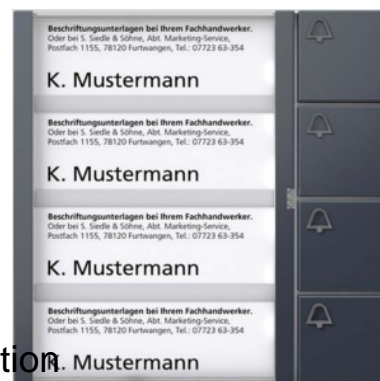 Beschriftungsunterlagen bei Ihrem Fachhandwerker.
Oder bei S. Siedle & Söhne, Abt. Marketing-Service,
Postfach 1155, 78120 Furtwangen, Tel.: 07723 63-354
K. Mustermann
Beschriftungsunterlagen bei Ihrem Fachhandwerker.
Oder bei S. Siedle & Söhne, Abt. Marketing-Service,
Postfach 1155, 78120 Furtwangen, Tel.: 07723 63-354
K. Mustermann
Beschriftungsunterlagen bei Ihrem Fachhandwerker.
Oder bei S. Siedle & Söhne, Abt. Marketing-Service,
Postfach 1155, 78120 Furtwangen, Tel.: 07723 63-354
K. Mustermann
Beschriftungsunterlagen bei Ihrem Fachhandwerker.
Oder bei S. Siedle & Söhne, Abt. Marketing-Service,
Postfach 1155, 78120 Furtwangen, Tel.: 07723 63-354
K. Mustermann
tion